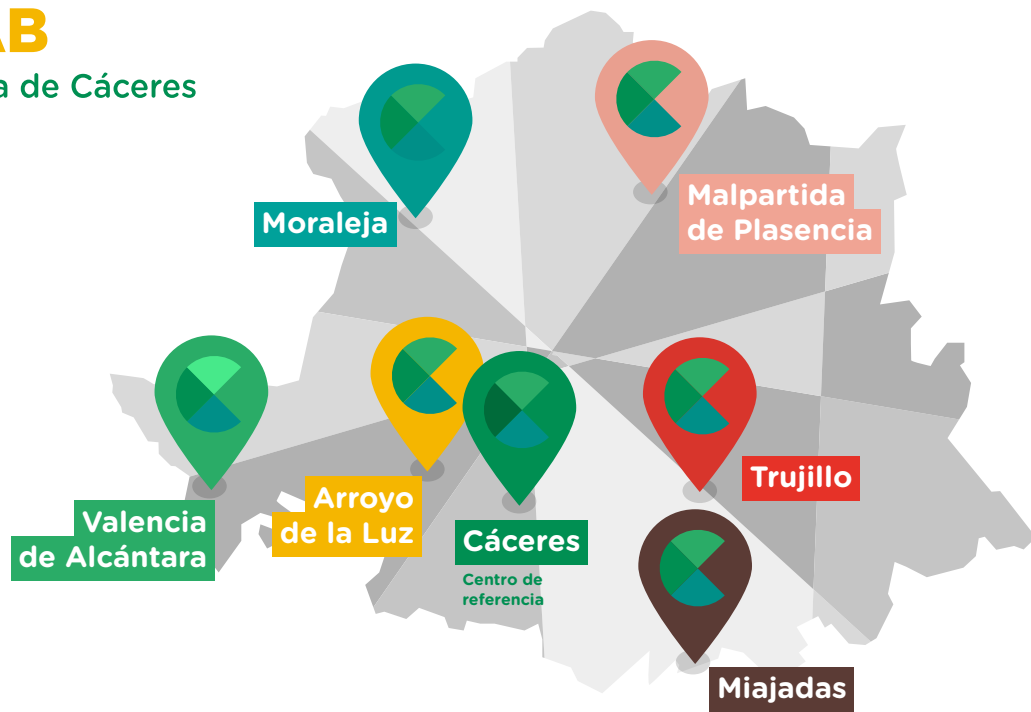 AB
a de Cáceres
Moraleja
Malpartida
de Plasencia
Valencia
de Alcántara
Arroyo
de la Luz
Cáceres
Centro de
referencia
Trujillo
Miajadas